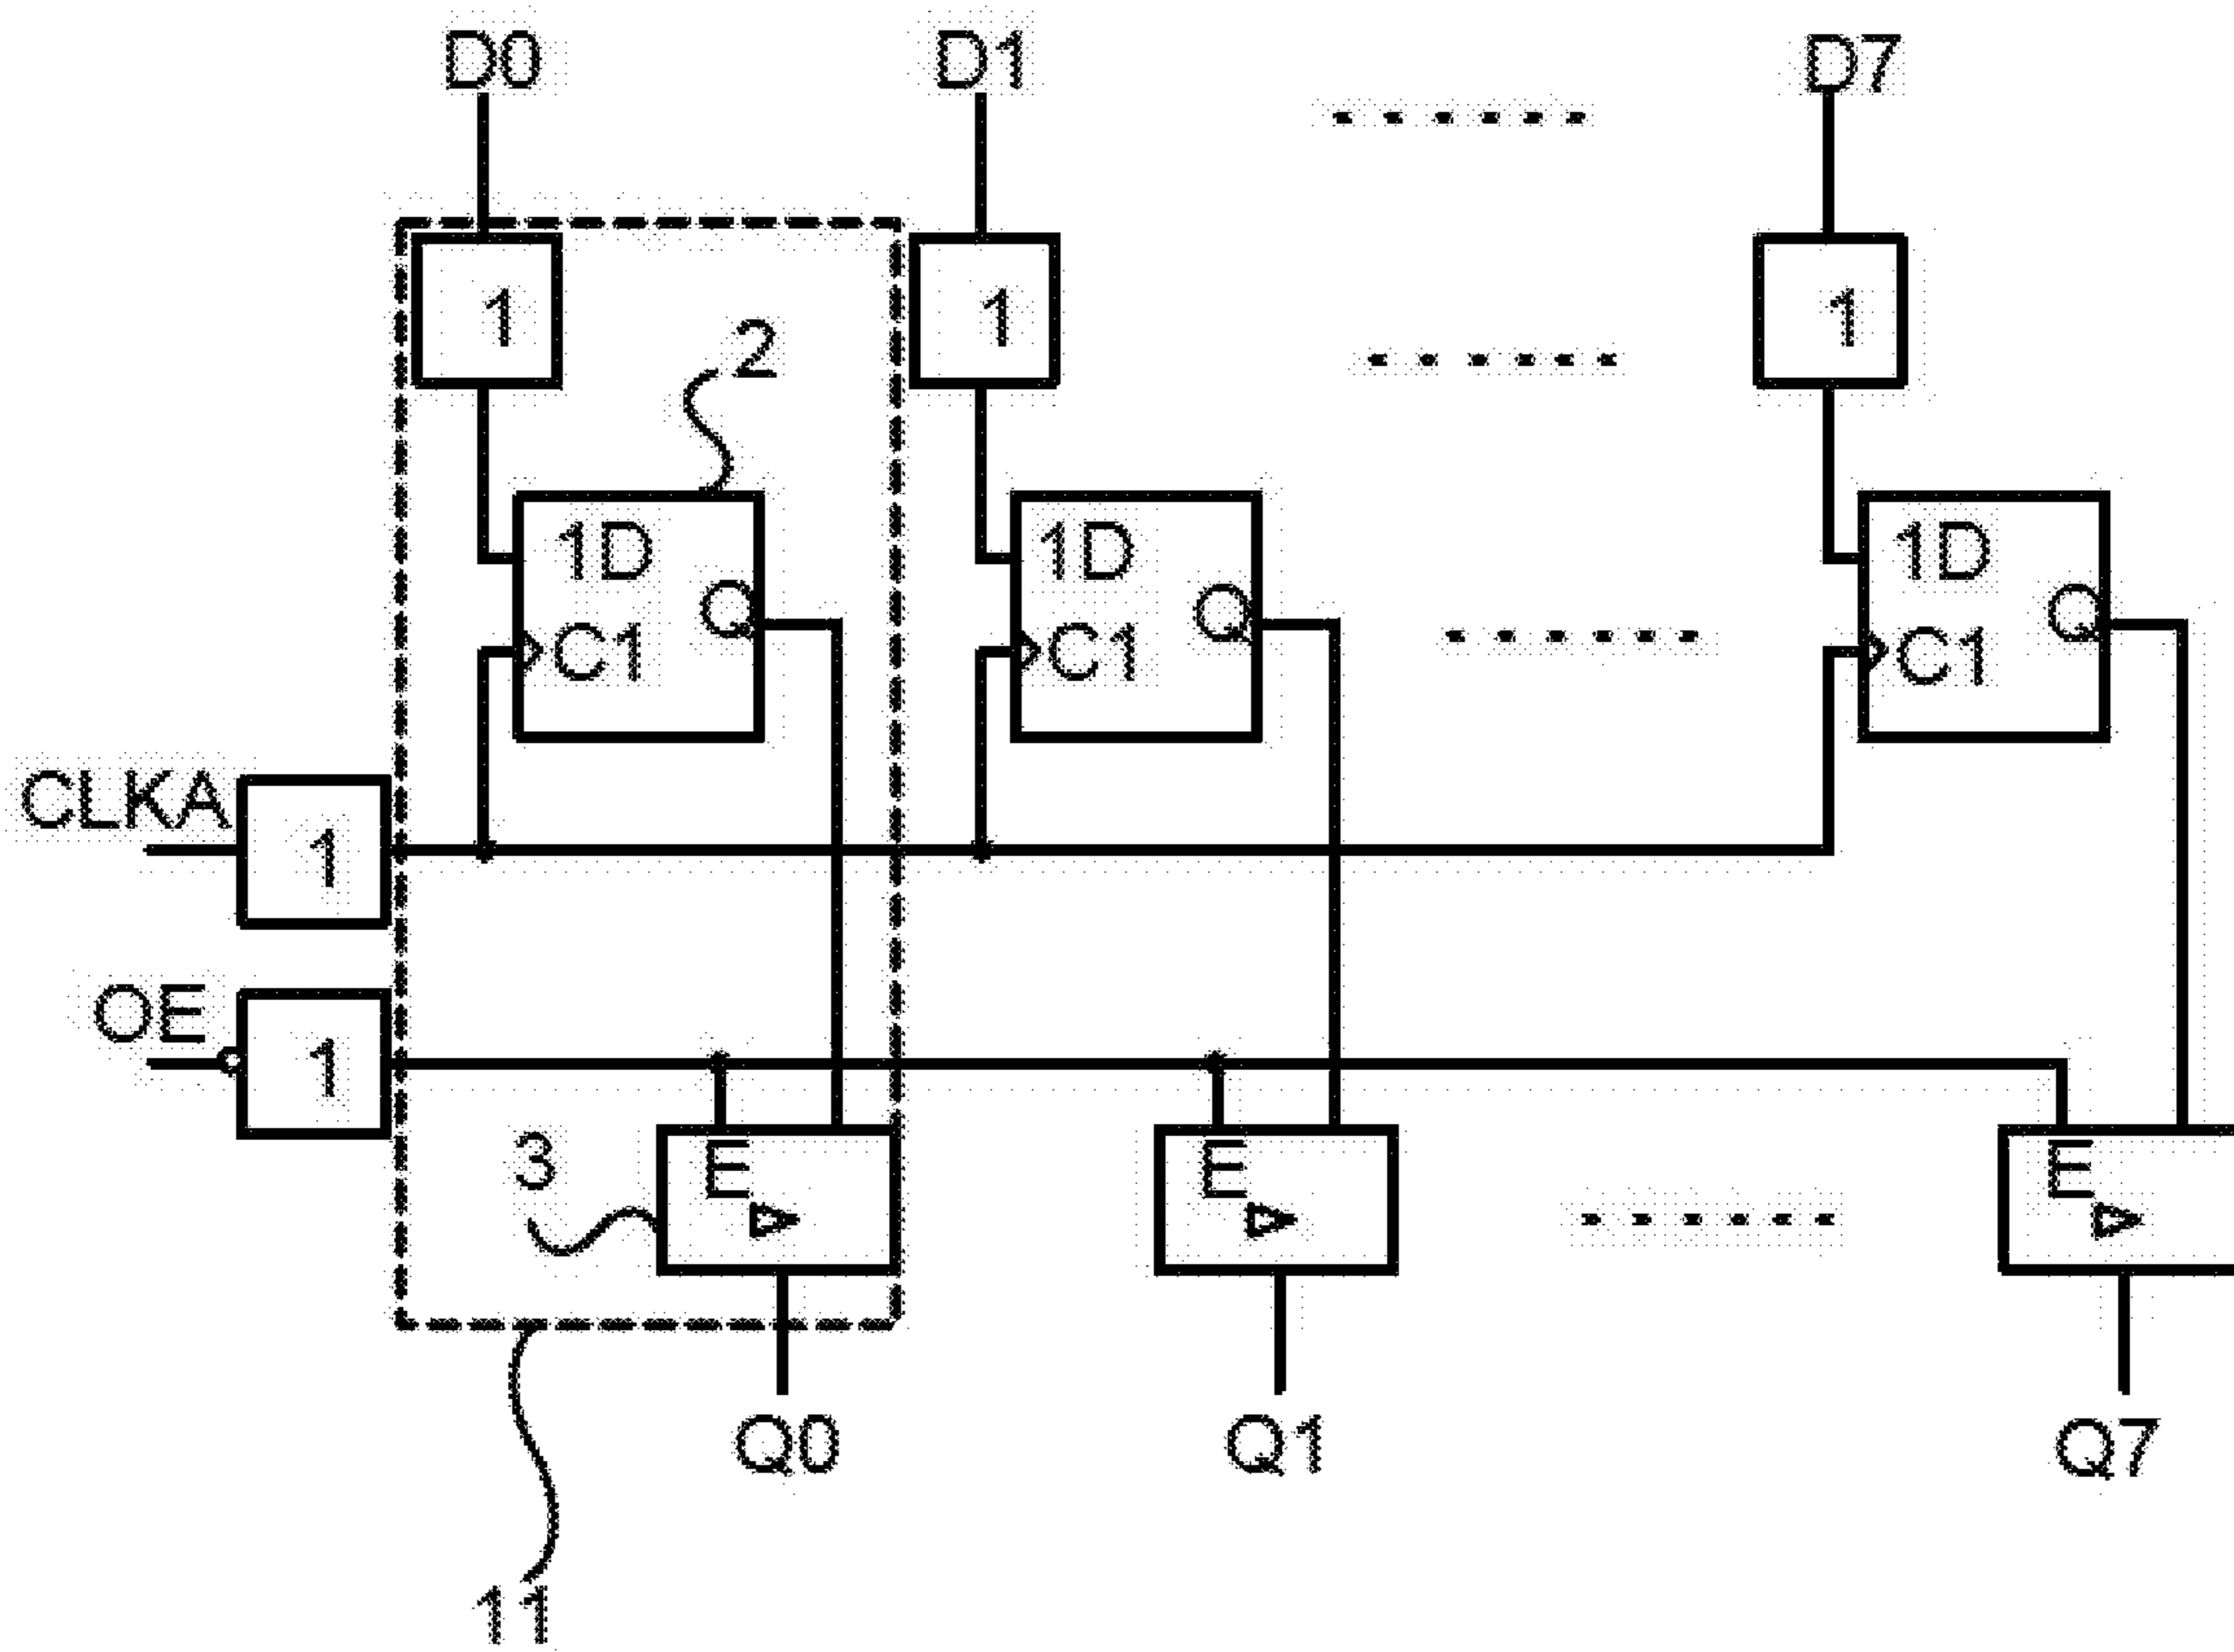 D0 D1 D7
1 1 1
2
1D 1D 1D
Q Q Q
C1 C1 C1
CLKA
1
OE
1
3 E E E
Q0 Q1 Q7
11